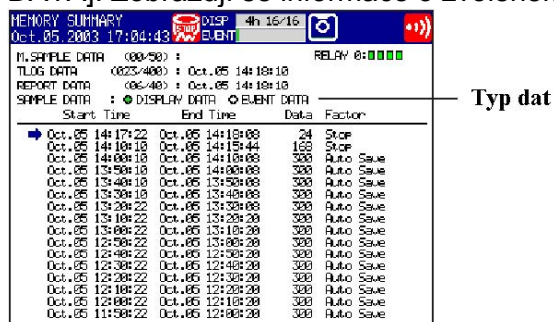 MEMORY SUMMARY DISP 4h 16/16
Oct.05.2003 17:04:43 STOP EVENT
M.SAMPLE DATA (00/50) : RELAY 0:
TLOG DATA (023/400) : Oct.05 14:18:10
REPORT DATA (06/40) : Oct.05 14:18:10
SAMPLE DATA : DISPLAY DATA EVENT DATA Typ dat
Start Time End Time Data Factor
Oct.05 14:17:22 Oct.05 14:18:08 24 Stop
Oct.05 14:10:10 Oct.05 14:15:44 168 Stop
Oct.05 14:00:10 Oct.05 14:10:08 300 Auto Save
Oct.05 13:50:10 Oct.05 14:00:08 300 Auto Save
Oct.05 13:40:10 Oct.05 13:50:08 300 Auto Save
Oct.05 13:30:10 Oct.05 13:40:08 300 Auto Save
Oct.05 13:20:22 Oct.05 13:30:08 300 Auto Save
Oct.05 13:10:22 Oct.05 13:20:20 300 Auto Save
Oct.05 13:00:22 Oct.05 13:10:20 300 Auto Save
Oct.05 12:50:22 Oct.05 13:00:20 300 Auto Save
Oct.05 12:40:22 Oct.05 12:50:20 300 Auto Save
Oct.05 12:30:22 Oct.05 12:40:20 300 Auto Save
Oct.05 12:20:22 Oct.05 12:30:20 300 Auto Save
Oct.05 12:10:22 Oct.05 12:20:20 300 Auto Save
Oct.05 12:00:22 Oct.05 12:10:20 300 Auto Save
Oct.05 11:50:22 Oct.05 12:00:20 300 Auto Save